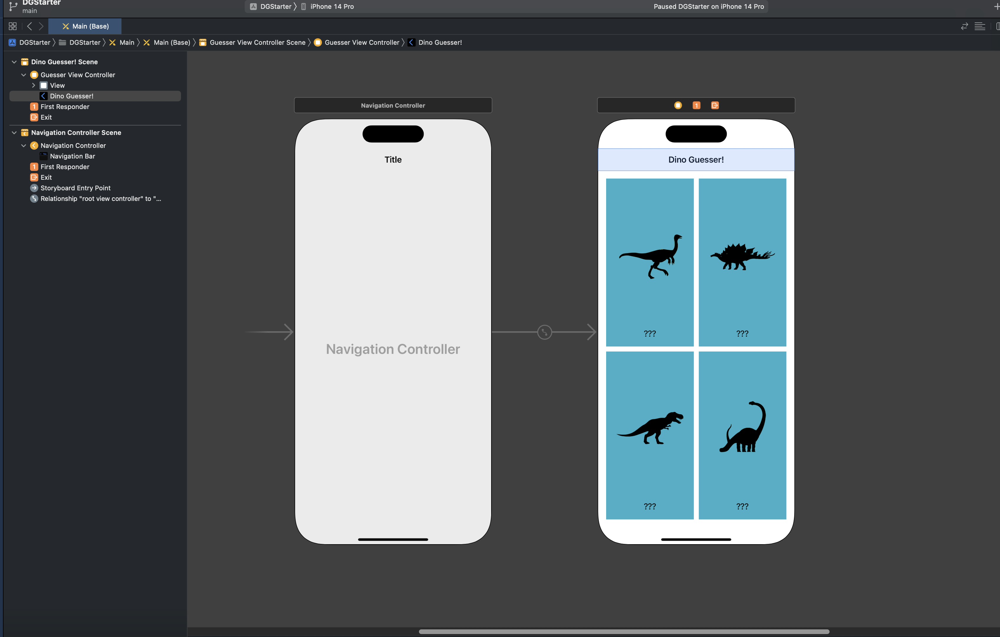 DGStarter
main
DGStarter
iPhone 14 Pro
Paused DGStarter on iPhone 14 Pro
Main (Base)
DGStarter
DGStarter
Main
Main (Base)
Guesser View Controller Scene
Guesser View Controller
Dino Guesser!
Dino Guesser! Scene
Guesser View Controller
View
Dino Guesser!
1 First Responder
Exit
Navigation Controller Scene
Navigation Controller
Navigation Bar
1 First Responder
Exit
Storyboard Entry Point
Relationship "root view controller" to "...
Navigation Controller
Title
Navigation Controller
1
Dino Guesser!
???
???
???
???